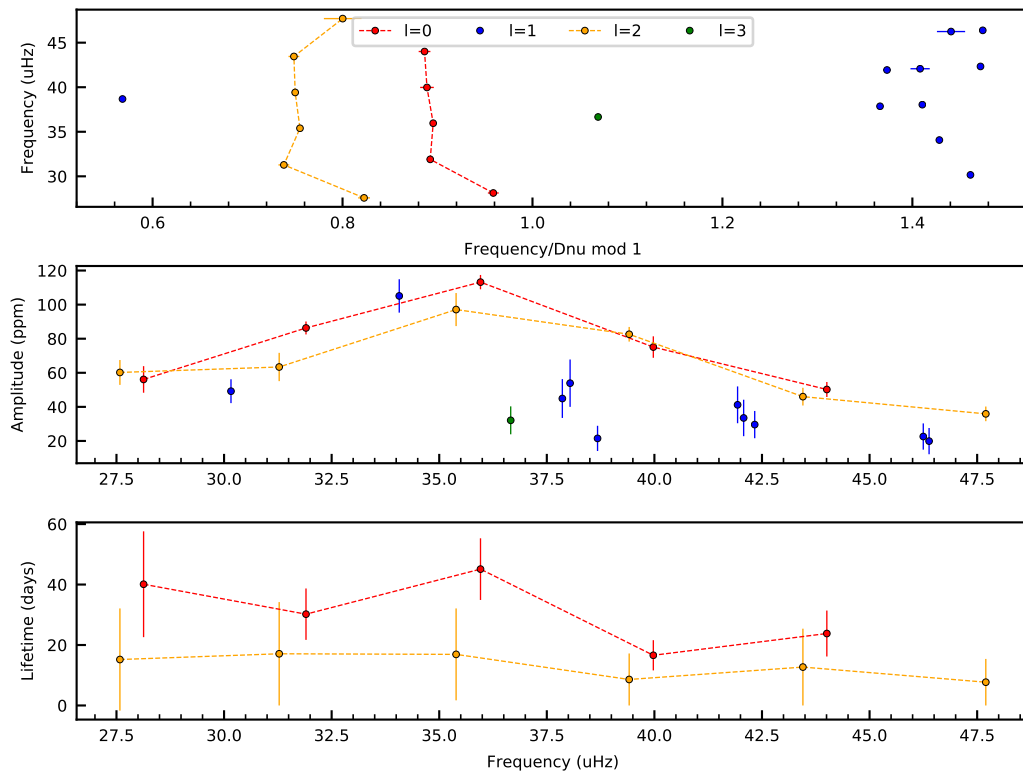 l=0 l=1 l=2 l=3
Frequency (uHz)
45
40
35
30
0.6 0.8 1.0 1.2 1.4
Frequency/Dnu mod 1
Amplitude (ppm)
120
100
80
60
40
20
27.5 30.0 32.5 35.0 37.5 40.0 42.5 45.0 47.5
Lifetime (days)
60
40
20
0
27.5 30.0 32.5 35.0 37.5 40.0 42.5 45.0 47.5
Frequency (uHz)